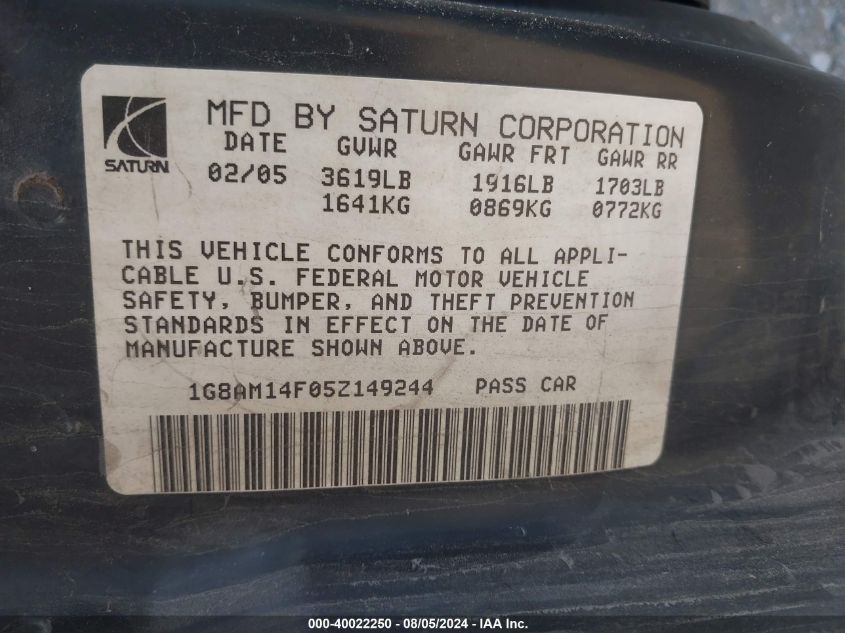 MFD BY SATURN CORPORATION
SATURN
DATE GVWR GAWR FRT GAWR RR
02/05 3619LB 1916LB 1703LB
1641KG 0869KG 0772KG
THIS VEHICLE CONFORMS TO ALL APPLI-
CABLE U.S. FEDERAL MOTOR VEHICLE
SAFETY, BUMPER, AND THEFT PREVENTION
STANDARDS IN EFFECT ON THE DATE OF
MANUFACTURE SHOWN ABOVE.
1G8AM14F05Z149244 PASS CAR
000-40022250 - 08/05/2024 - IAA Inc.